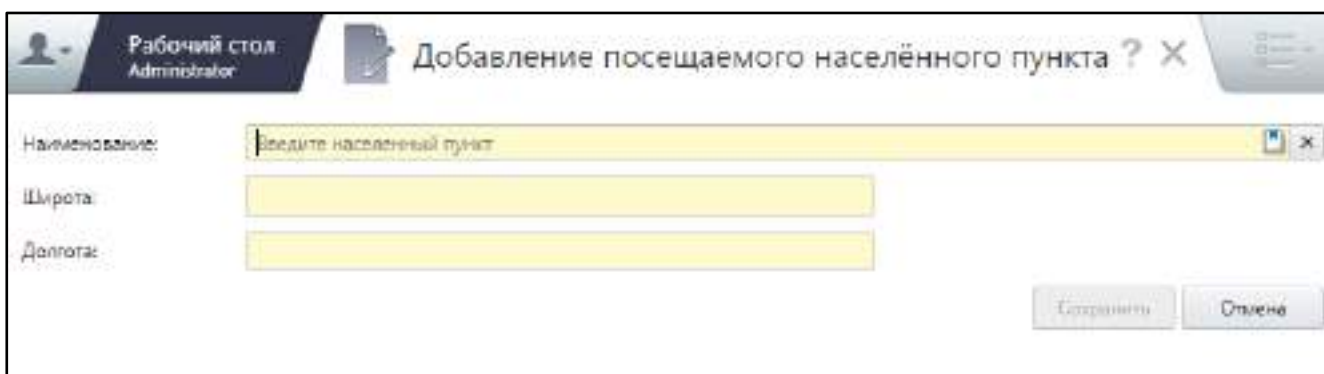 Рабочий стол
Administrator
Добавление посещаемого населённого пункта ? ×
Наименование: Введите населенный пункт ×
Широта:
Долгота:
Сохранить Отмена